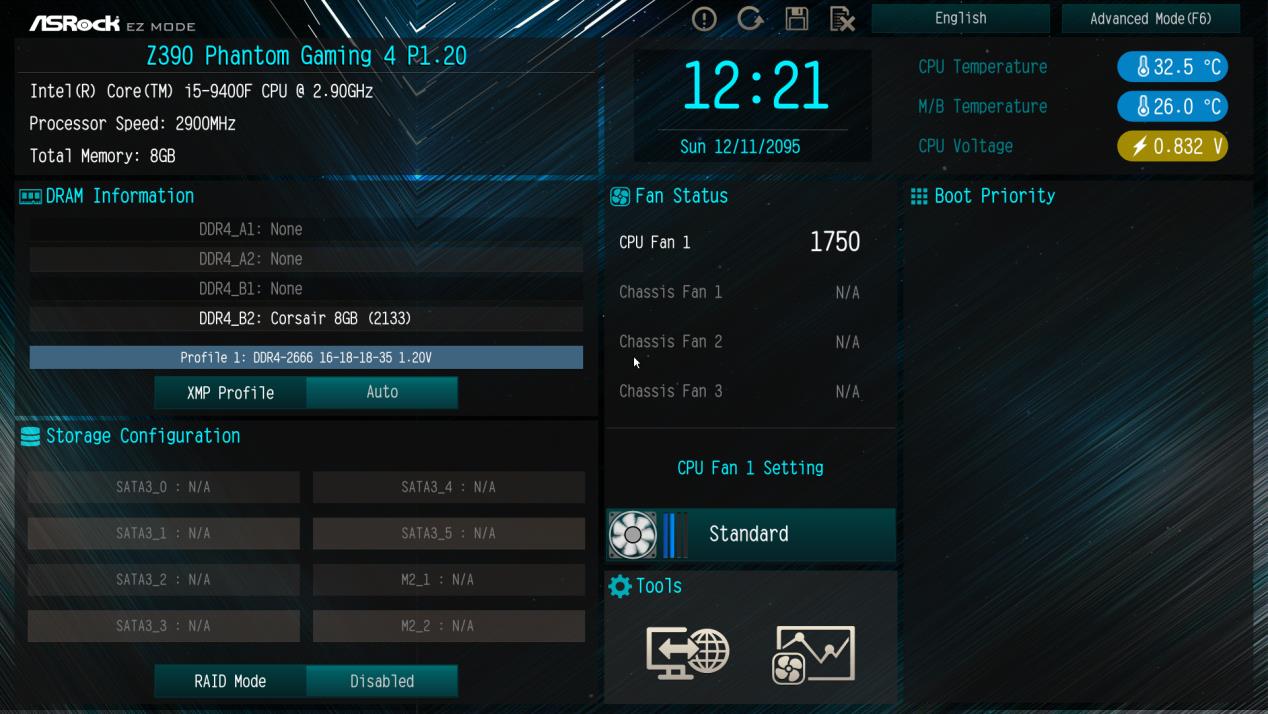 ASRock EZ MODE
English
Advanced Mode(F6)
Z390 Phantom Gaming 4 P1.20
Intel(R) Core(TM) i5-9400F CPU @ 2.90GHz
Processor Speed: 2900MHz
Total Memory: 8GB
12:21
Sun 12/11/2095
CPU Temperature
32.5 °C
M/B Temperature
26.0 °C
CPU Voltage
0.832 V
DRAM Information
DDR4_A1: None
DDR4_A2: None
DDR4_B1: None
DDR4_B2: Corsair 8GB (2133)
Profile 1: DDR4-2666 16-18-18-35 1.20V
XMP Profile
Auto
Storage Configuration
SATA3_0 : N/A
SATA3_4 : N/A
SATA3_1 : N/A
SATA3_5 : N/A
SATA3_2 : N/A
M2_1 : N/A
SATA3_3 : N/A
M2_2 : N/A
RAID Mode
Disabled
Fan Status
CPU Fan 1
1750
Chassis Fan 1
N/A
Chassis Fan 2
N/A
Chassis Fan 3
N/A
CPU Fan 1 Setting
Standard
Tools
Boot Priority